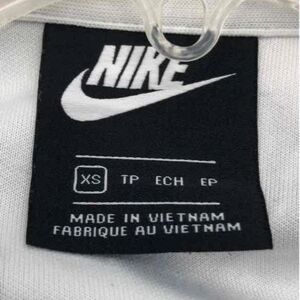 NIKE
XS TP ECH EP
MADE IN VIETNAM
FABRIQUE AU VIETNAM